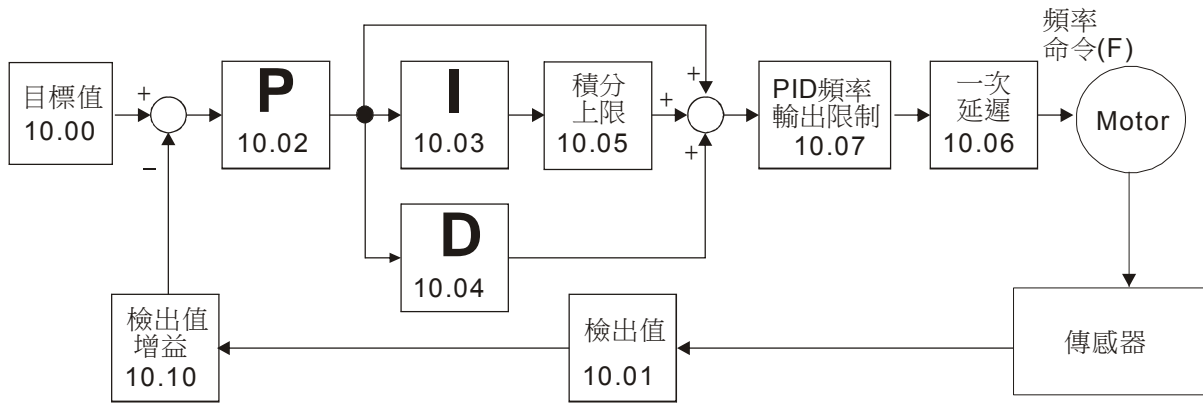 頻率
命令(F)
目標值
10.00
+
−
P
10.02
I
10.03
積分
上限
10.05
+
+
+
PID頻率
輸出限制
10.07
一次
延遲
10.06
Motor
D
10.04
檢出值
增益
10.10
檢出值
10.01
傳感器